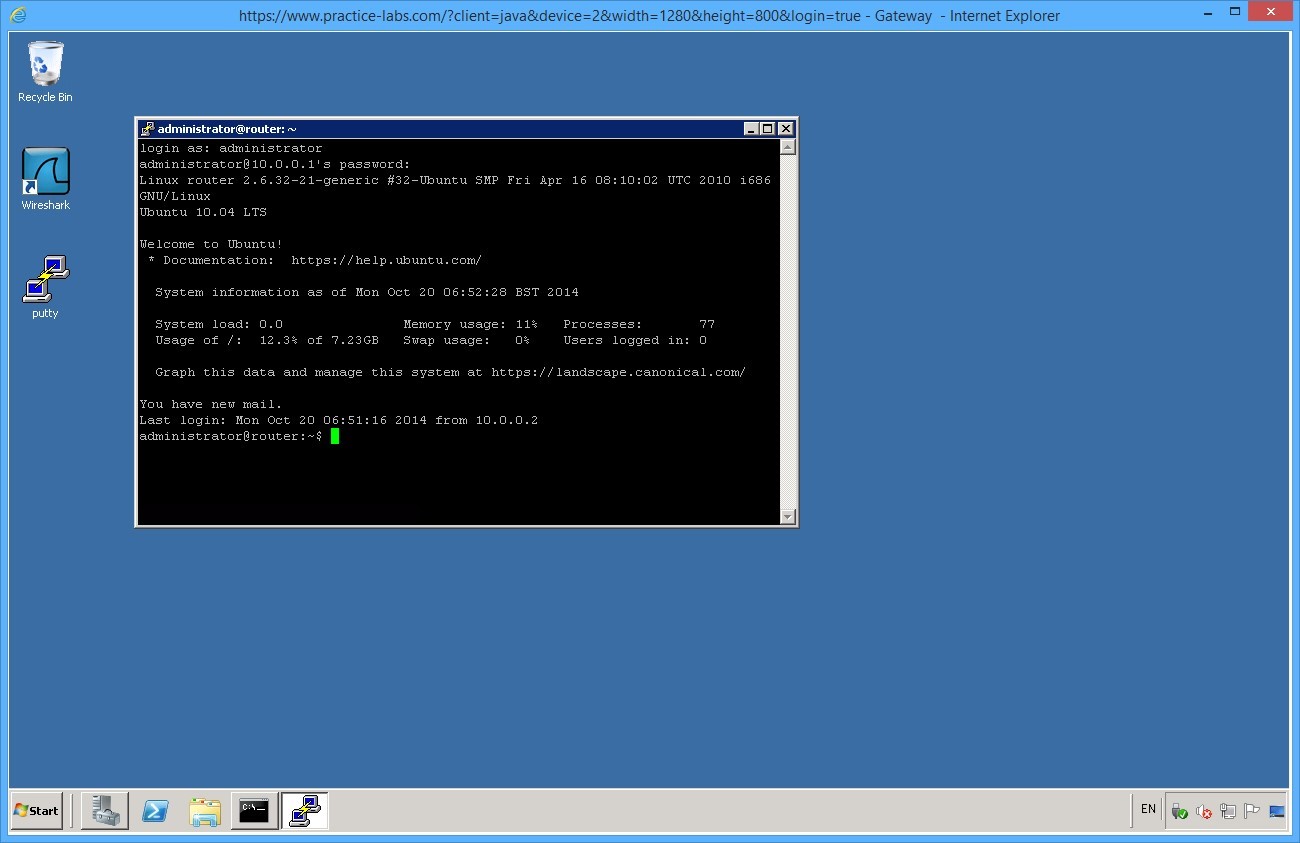 https://www.practice-labs.com/?client=java&device=2&width=1280&height=800&login=true - Gateway - Internet Explorer
Recycle Bin
Wireshark
putty
administrator@router: ~
login as: administrator
administrator@10.0.0.1's password:
Linux router 2.6.32-21-generic #32-Ubuntu SMP Fri Apr 16 08:10:02 UTC 2010 i686
GNU/Linux
Ubuntu 10.04 LTS
Welcome to Ubuntu!
* Documentation: https://help.ubuntu.com/
System information as of Mon Oct 20 06:52:28 BST 2014
System load: 0.0 Memory usage: 11% Processes: 77
Usage of /: 12.3% of 7.23GB Swap usage: 0% Users logged in: 0
Graph this data and manage this system at https://landscape.canonical.com/
You have new mail.
Last login: Mon Oct 20 06:51:16 2014 from 10.0.0.2
administrator@router:~$
Start
C:\_
EN